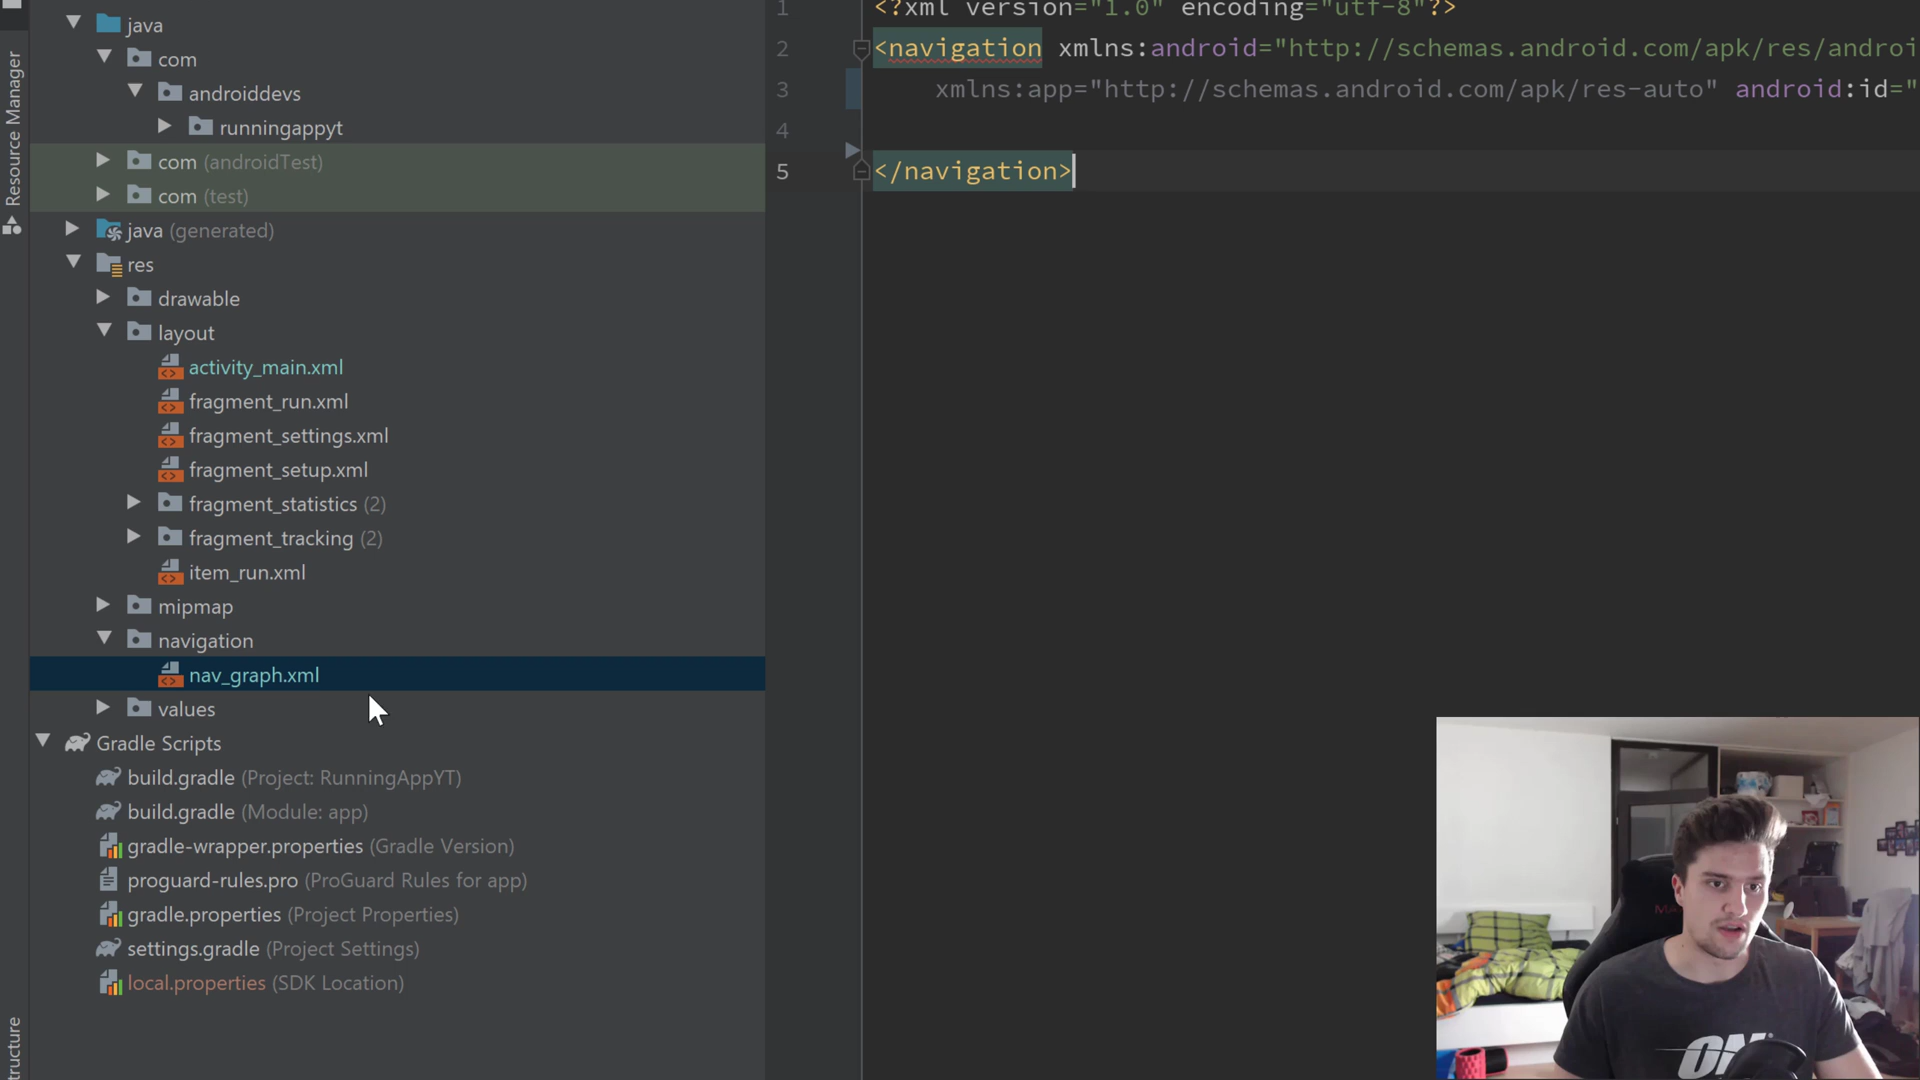 Resource Manager
java
com
androiddevs
runningappyt
com (androidTest)
com (test)
java (generated)
res
drawable
layout
activity_main.xml
fragment_run.xml
fragment_settings.xml
fragment_setup.xml
fragment_statistics (2)
fragment_tracking (2)
item_run.xml
mipmap
navigation
nav_graph.xml
values
Gradle Scripts
build.gradle (Project: RunningAppYT)
build.gradle (Module: app)
gradle-wrapper.properties (Gradle Version)
proguard-rules.pro (ProGuard Rules for app)
gradle.properties (Project Properties)
settings.gradle (Project Settings)
local.properties (SDK Location)
tructure
1 <?xml version="1.0" encoding="utf-8"?>
2 <navigation xmlns:android="http://schemas.android.com/apk/res/androi
3 xmlns:app="http://schemas.android.com/apk/res-auto" android:id="
4
5 </navigation>